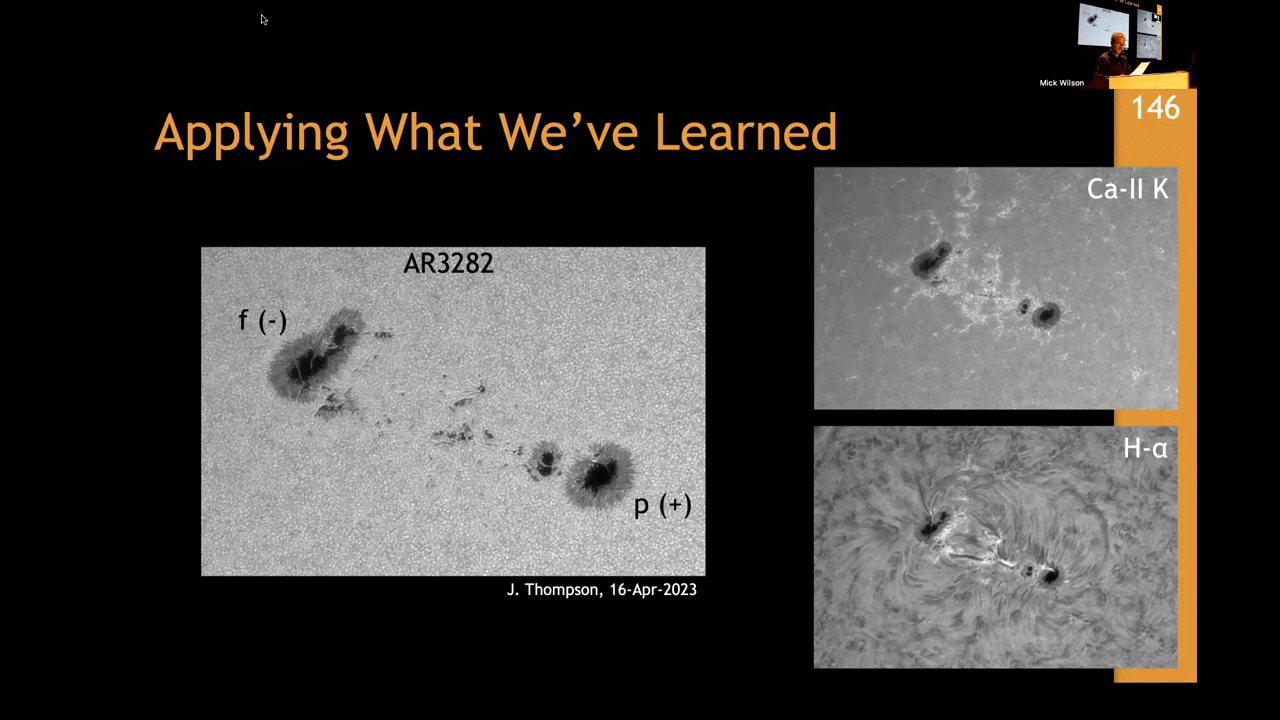 Mick Wilson
146
Applying What We’ve Learned
Ca-II K
AR3282
f (-)
H-α
p (+)
J. Thompson, 16-Apr-2023